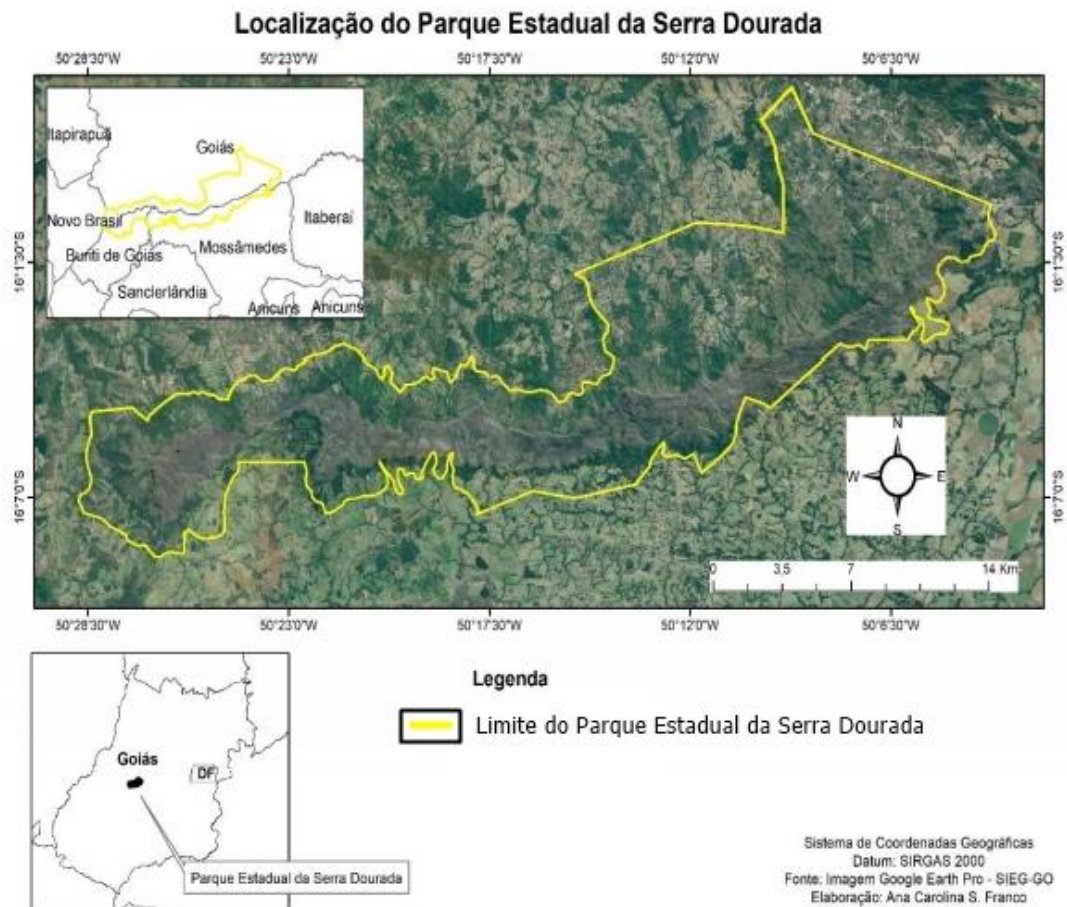 Localização do Parque Estadual da Serra Dourada
50°28'30"W 50°23'0"W 50°17'30"W 50°12'0"W 50°6'30"W
Itapirapuã
Goiás
Novo Brasil
Itaberaí
Buriti de Goiás
Mossâmedes
Sanclerlândia
Anicuns
Anicuns
16°1'30"S
16°1'30"S
16°7'0"S
16°7'0"S
N
W E
S
0 3,5 7 14 Km
50°28'30"W 50°23'0"W 50°17'30"W 50°12'0"W 50°6'30"W
Legenda
Limite do Parque Estadual da Serra Dourada
Goiás
DF
Parque Estadual da Serra Dourada
Sistema de Coordenadas Geográficas
Datum: SIRGAS 2000
Fonte: Imagem Google Earth Pro - SIEG-GO
Elaboração: Ana Carolina S. Franco